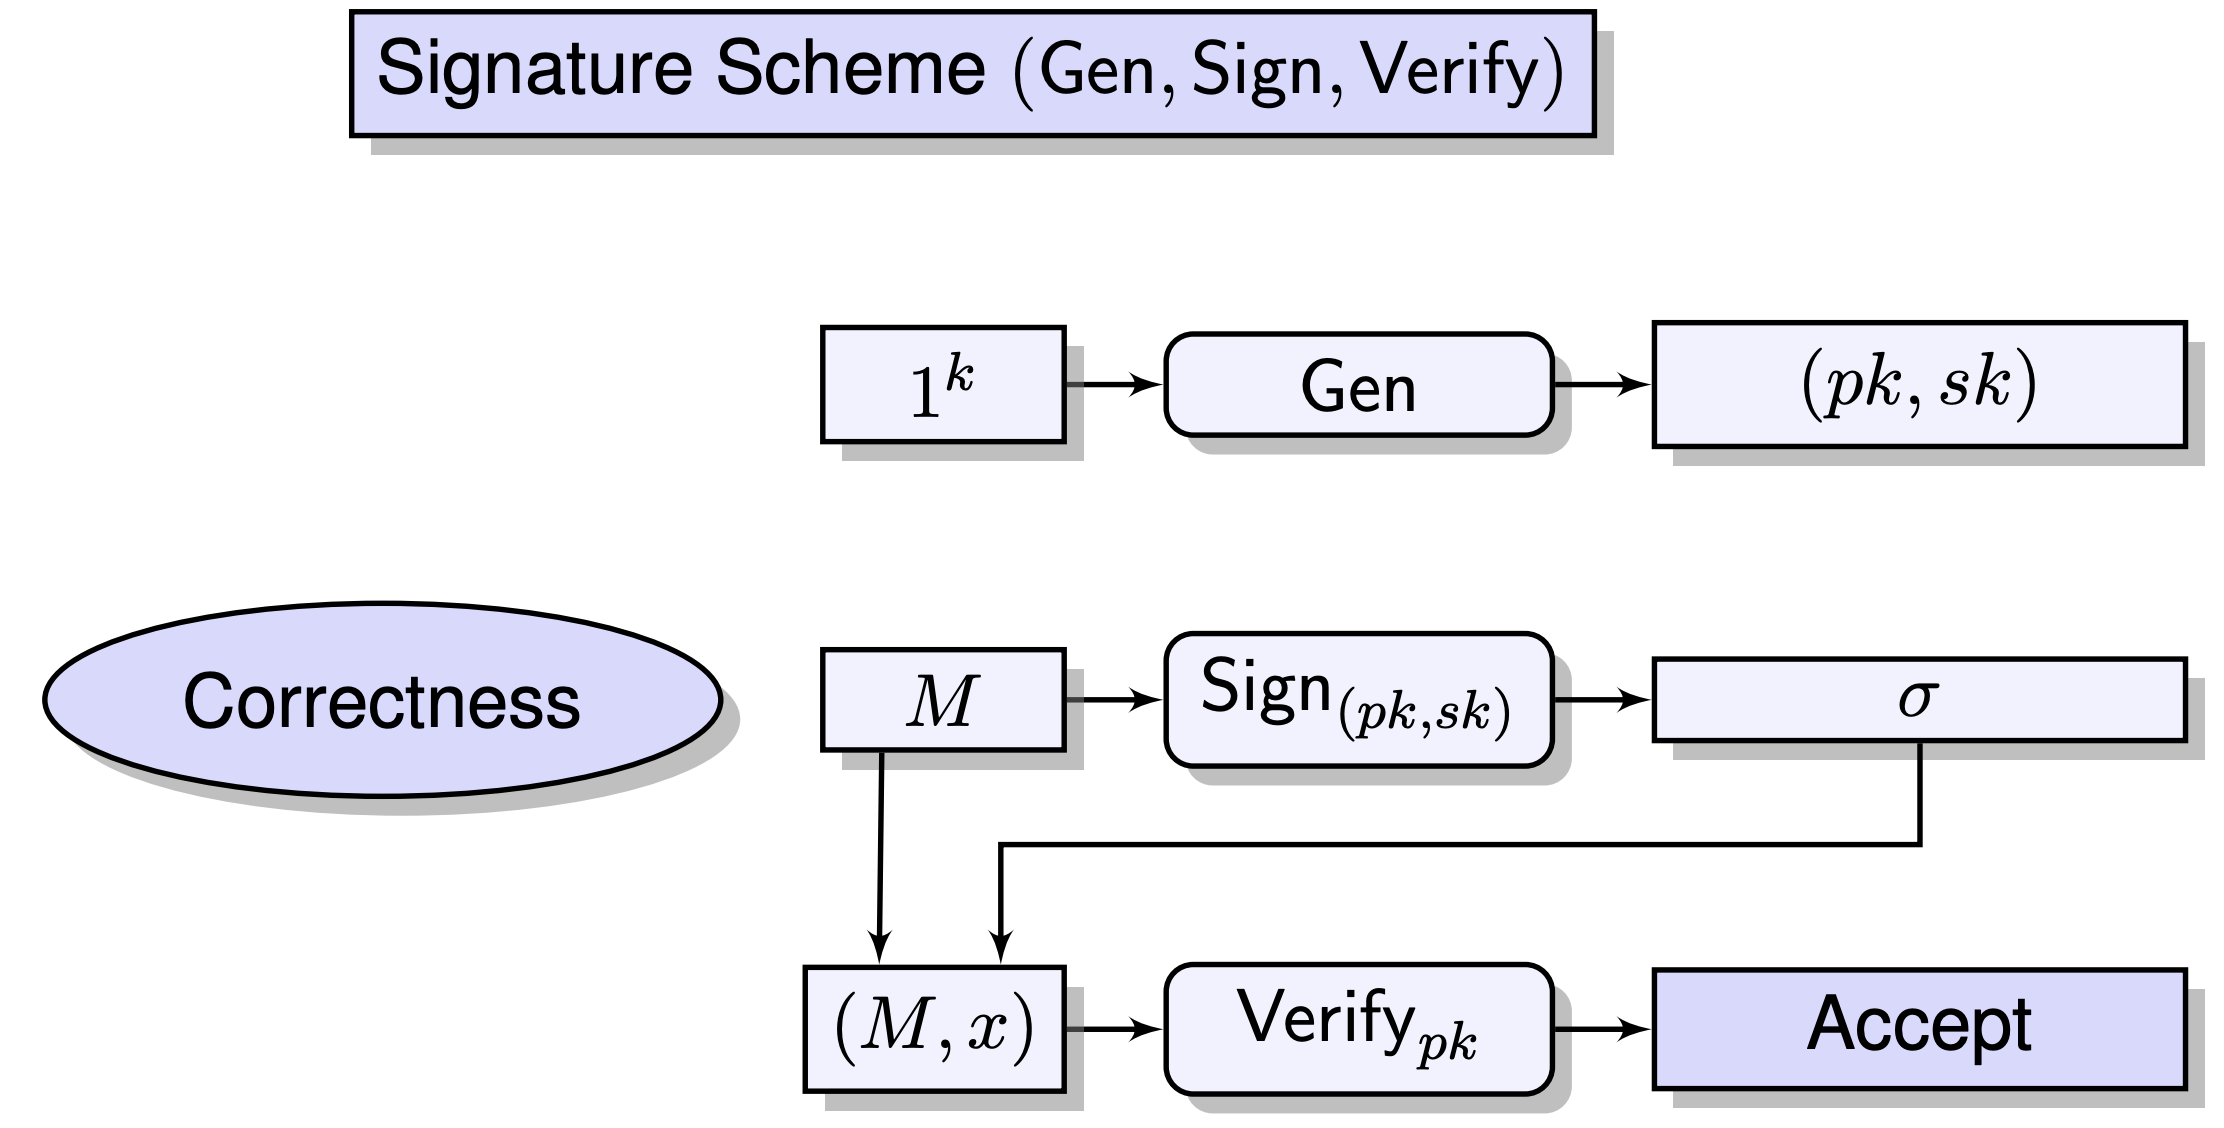 Signature Scheme (Gen, Sign, Verify)
1^k
Gen
(pk, sk)
Correctness
M
Sign_(pk,sk)
σ
(M, x)
Verify_pk
Accept